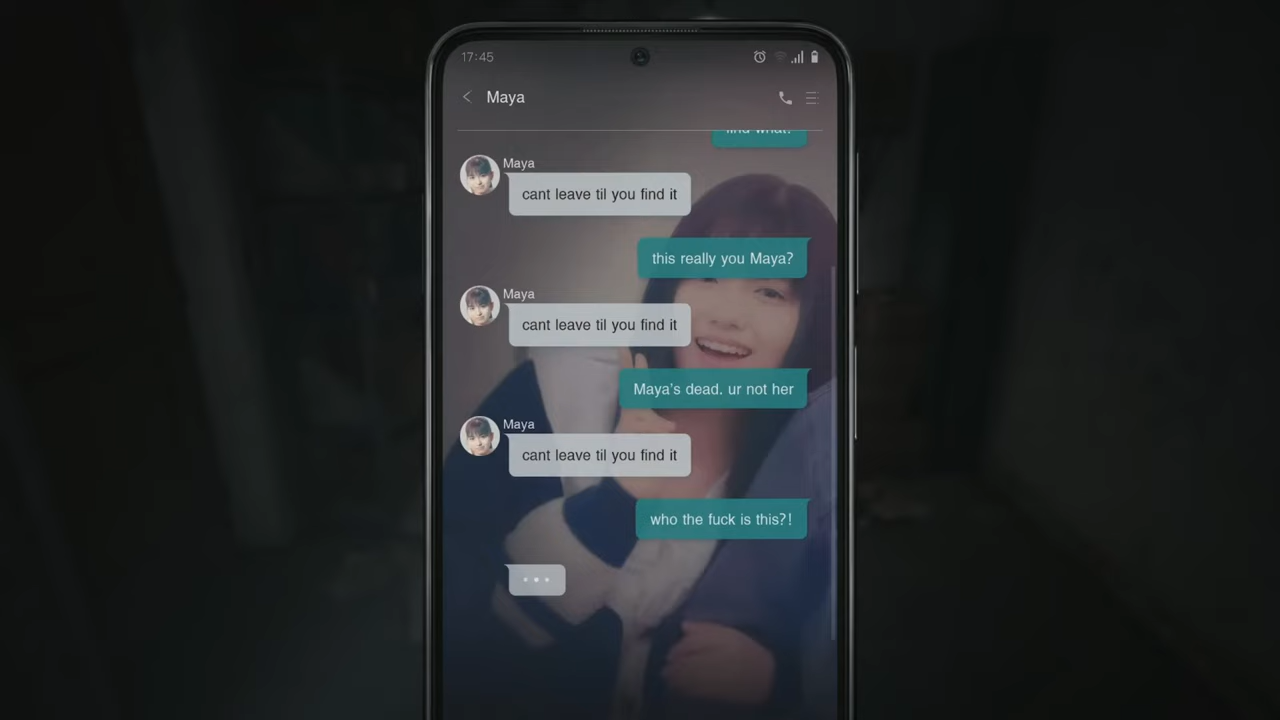 17:45
Maya
find what?
Maya
cant leave til you find it
this really you Maya?
Maya
cant leave til you find it
Maya's dead. ur not her
Maya
cant leave til you find it
who the fuck is this?!